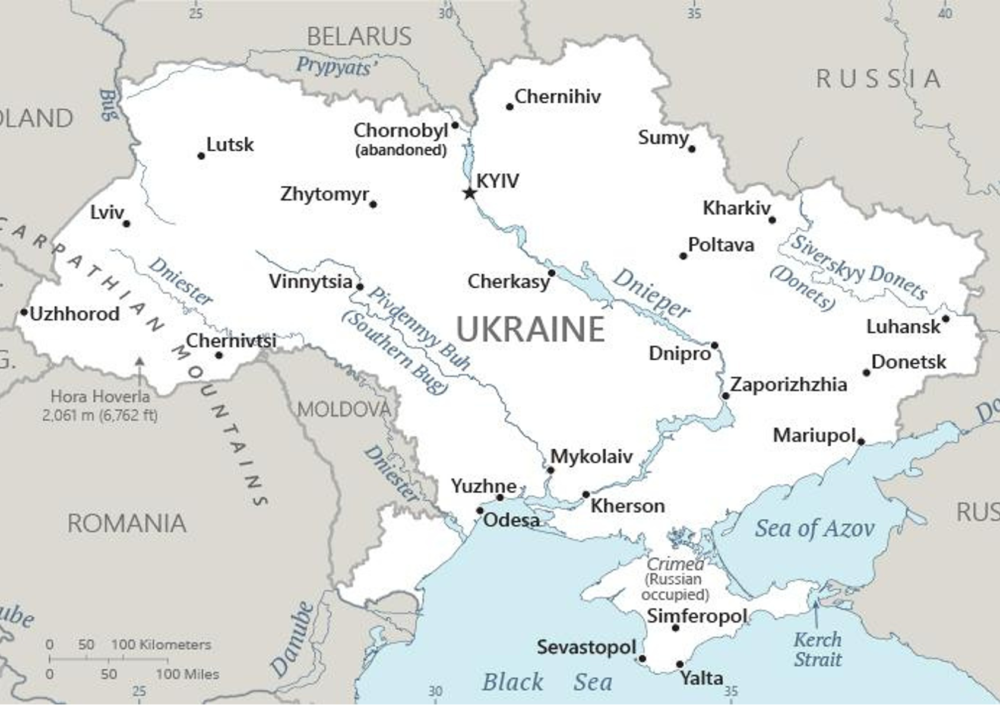 25
30
35
40
BELARUS
Prypyats’
RUSSIA
Bug
Chernihiv
Chornobyl
(abandoned)
Sumy
Lutsk
KYIV
Zhytomyr
Lviv
Kharkiv
CARPATHIAN MOUNTAINS
Poltava
Siverskyy Donets
(Donets)
Dniester
Vinnytsia
Cherkasy
Dnieper
Pivdennyy Buh
(Southern Bug)
Uzhhorod
UKRAINE
Luhansk
Chernivtsi
Dnipro
Donetsk
Zaporizhzhia
Hora Hoverla
2,061 m (6,762 ft)
MOLDOVA
Mariupol
Dniester
Mykolaiv
Yuzhne
Kherson
Odesa
ROMANIA
Sea of Azov
Crimea
(Russian
occupied)
Simferopol
Danube
Kerch
Strait
Sevastopol
0 50 100 Kilometers
0 50 100 Miles
Black Sea
Yalta
25
30
35